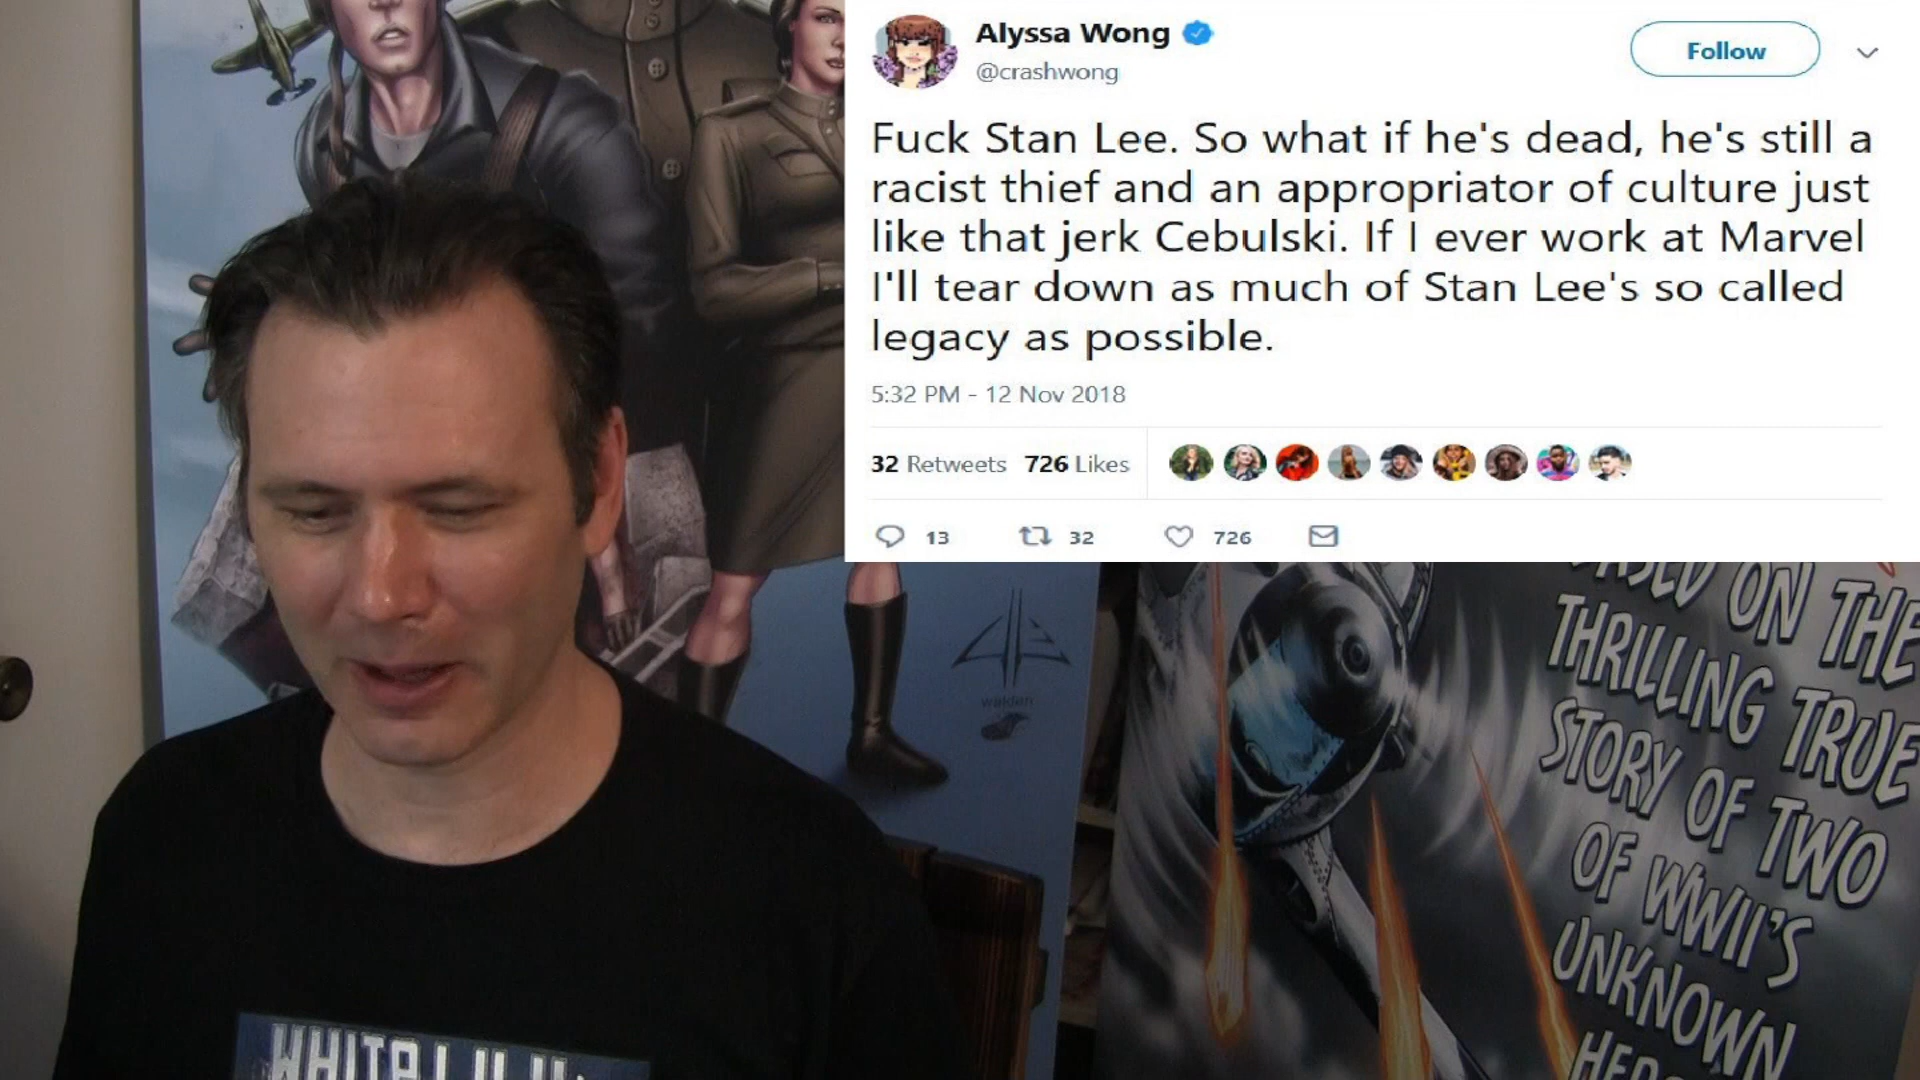 Alyssa Wong
@crashwong
Follow
Fuck Stan Lee. So what if he's dead, he's still a
racist thief and an appropriator of culture just
like that jerk Cebulski. If I ever work at Marvel
I'll tear down as much of Stan Lee's so called
legacy as possible.
5:32 PM - 12 Nov 2018
32 Retweets 726 Likes
13 32 726
walden
ON THE
THRILLING TRUE
STORY OF TWO
OF WWII'S
UNKNOWN